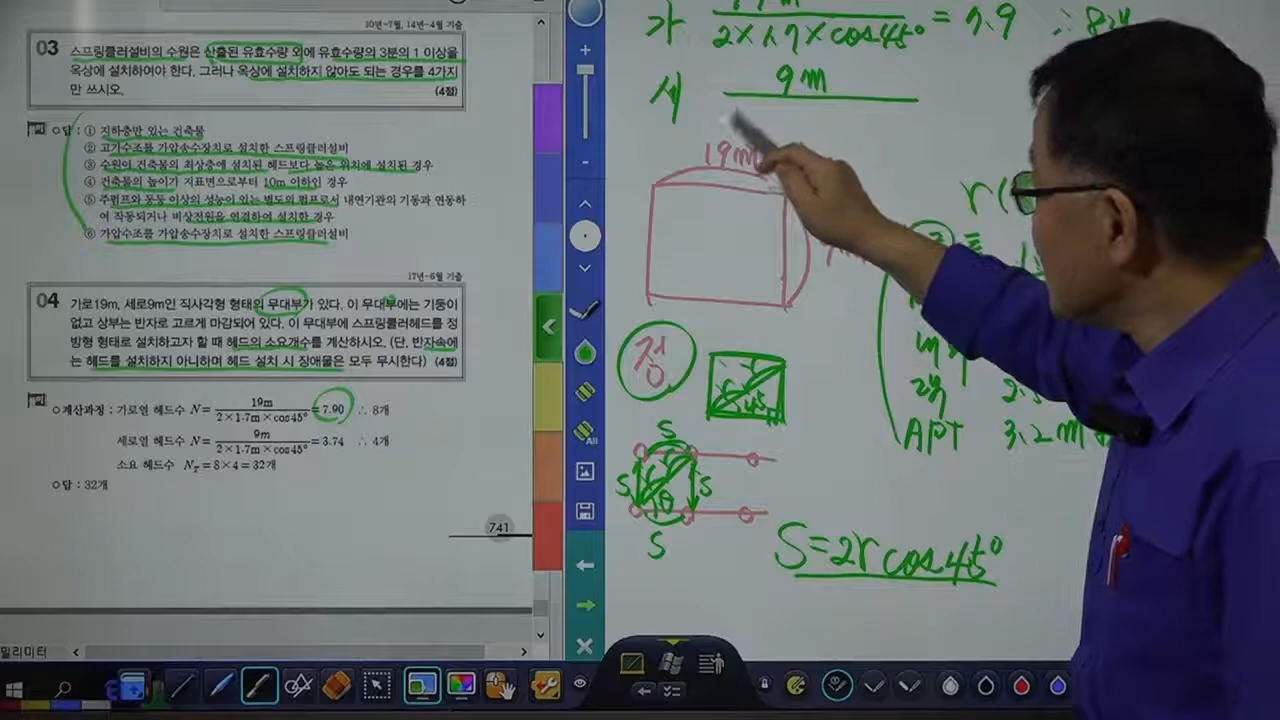 10년-7월, 14년-4월 기출
03 스프링클러설비의 수원은 산출된 유효수량 외에 유효수량의 3분의 1 이상을
옥상에 설치하여야 한다. 그러나 옥상에 설치하지 않아도 되는 경우를 4가지
만 쓰시오. (4점)
답 : ① 지하층만 있는 건축물
② 고가수조를 가압송수장치로 설치한 스프링클러설비
③ 수원이 건축물의 최상층에 설치된 헤드보다 높은 위치에 설치된 경우
④ 건축물의 높이가 지표면으로부터 10m 이하인 경우
⑤ 주펌프와 동등 이상의 성능이 있는 별도의 펌프로서 내연기관의 기동과 연동하
여 작동되거나 비상전원을 연결하여 설치한 경우
⑥ 가압수조를 가압송수장치로 설치한 스프링클러설비
17년-6월 기출
04 가로19m, 세로9m인 직사각형 형태의 무대부가 있다. 이 무대부에는 기둥이
없고 상부는 반자로 고르게 마감되어 있다. 이 무대부에 스프링클러헤드를 정
방형 형태로 설치하고자 할 때 헤드의 소요개수를 계산하시오. (단, 반자속에
는 헤드를 설치하지 아니하며 헤드 설치 시 장애물은 모두 무시한다) (4점)
○계산과정 : 가로열 헤드수 N = 19m / 2×1.7m×cos45° = 7.90 ∴ 8개
세로열 헤드수 N = 9m / 2×1.7m×cos45° = 3.74 ∴ 4개
소요 헤드수 N_T = 8×4 = 32개
○답 : 32개
741
밀리미터
가 2×1.7×cos45° = 7.9 ∴ 8개
세 9m
19m
r(
정
45°
S
S S
θ
S
S=2rcos45°
APT 3.2m
All